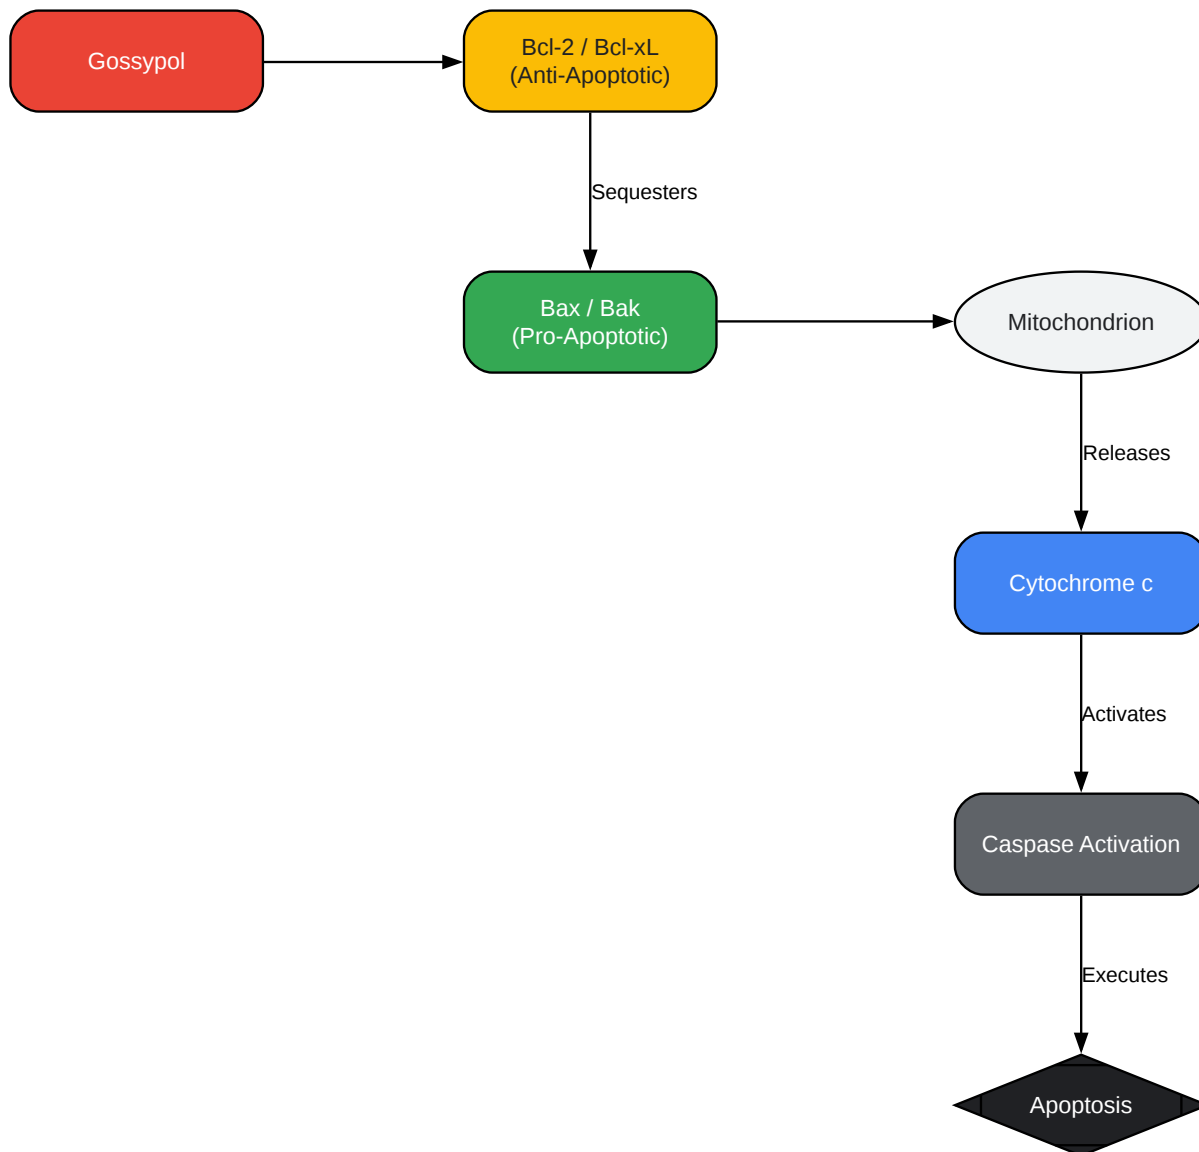 Gossypol
Bcl-2 / Bcl-xL
(Anti-Apoptotic)
Sequesters
Bax / Bak
(Pro-Apoptotic)
Mitochondrion
Releases
Cytochrome c
Activates
Caspase Activation
Executes
Apoptosis